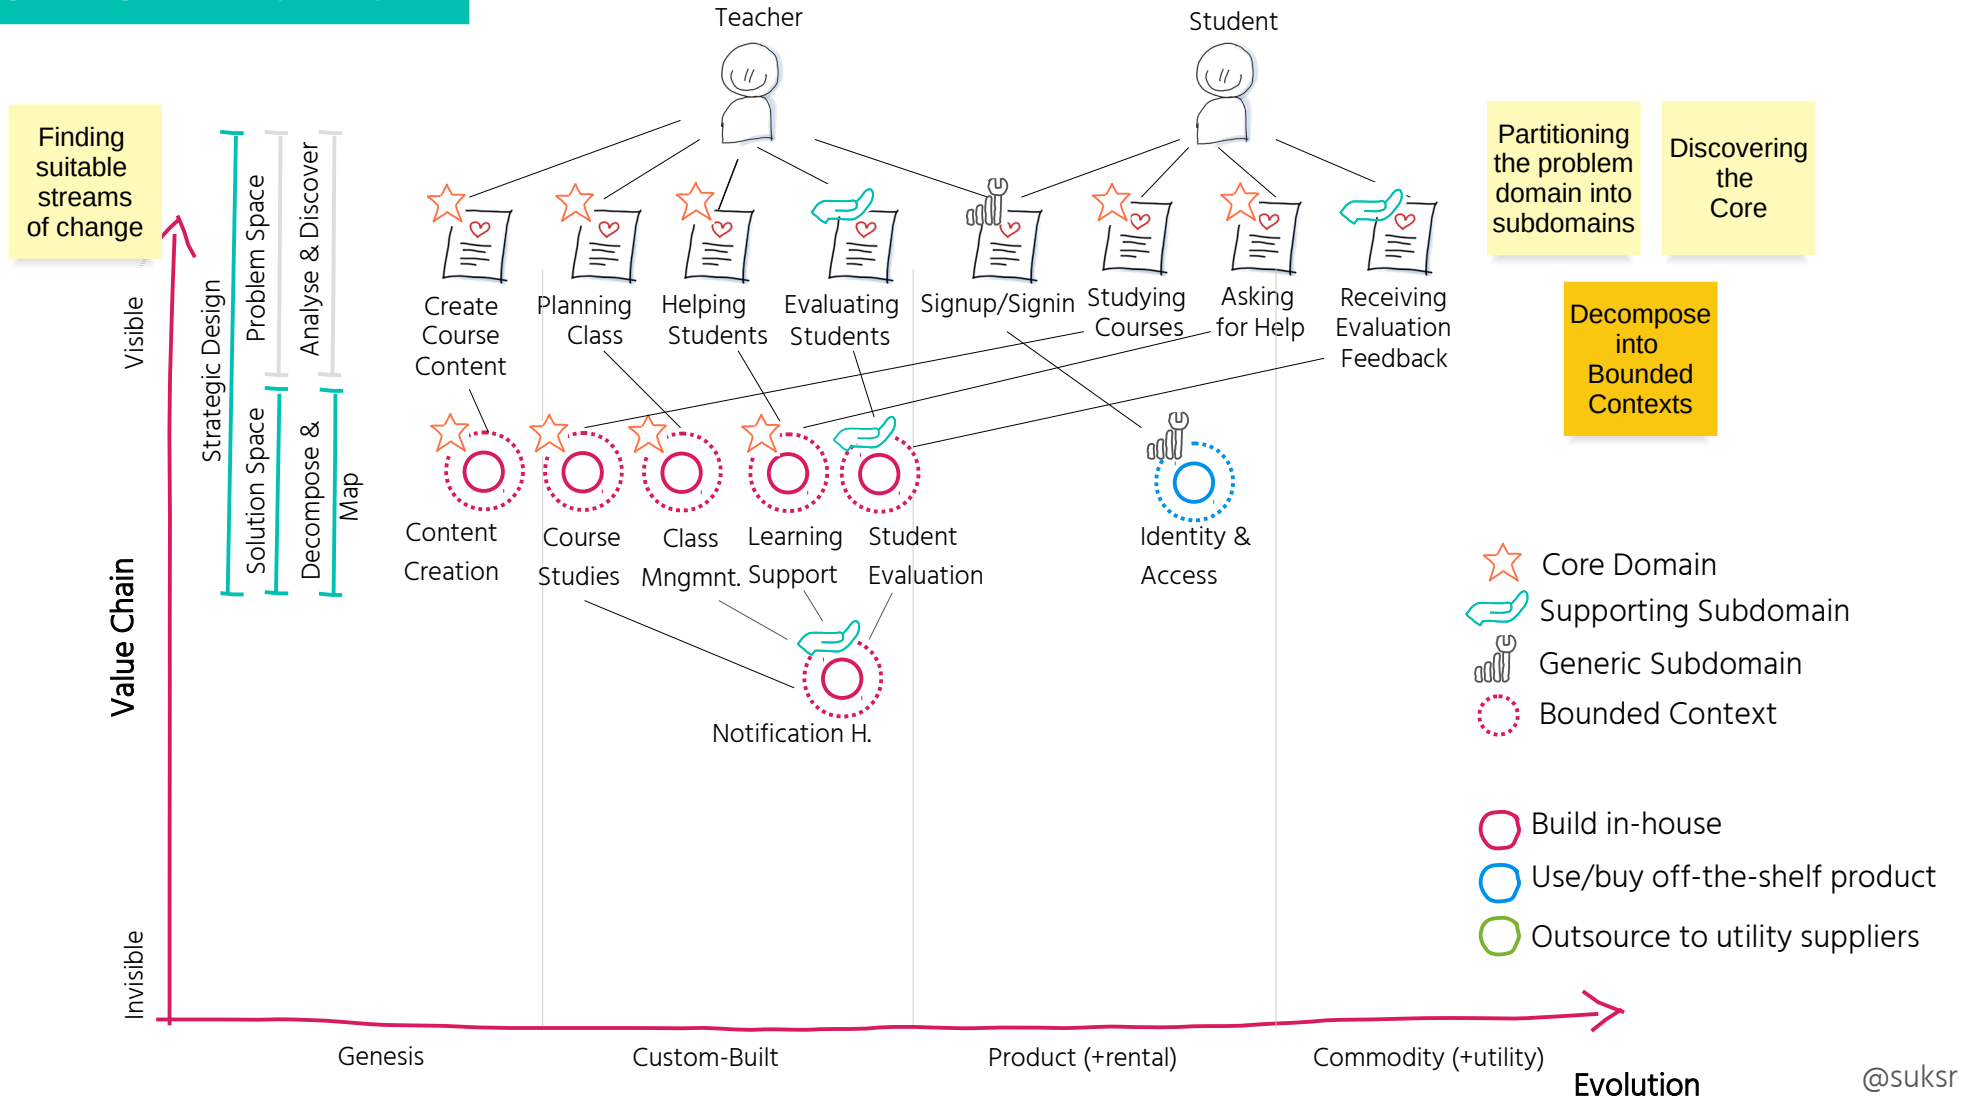 Teacher
Student
Finding
suitable
streams
of change
Partitioning
the problem
domain into
subdomains
Discovering
the
Core
Decompose
into
Bounded
Contexts
Strategic Design
Problem Space
Analyse & Discover
Solution Space
Decompose &
Map
Visible
Value Chain
Invisible
Create
Course
Content
Planning
Class
Helping
Students
Evaluating
Students
Signup/Signin
Studying
Courses
Asking
for Help
Receiving
Evaluation
Feedback
Content
Creation
Course
Studies
Class
Mngmnt.
Learning
Support
Student
Evaluation
Identity &
Access
Notification H.
Core Domain
Supporting Subdomain
Generic Subdomain
Bounded Context
Build in-house
Use/buy off-the-shelf product
Outsource to utility suppliers
Genesis
Custom-Built
Product (+rental)
Commodity (+utility)
Evolution
@suksr